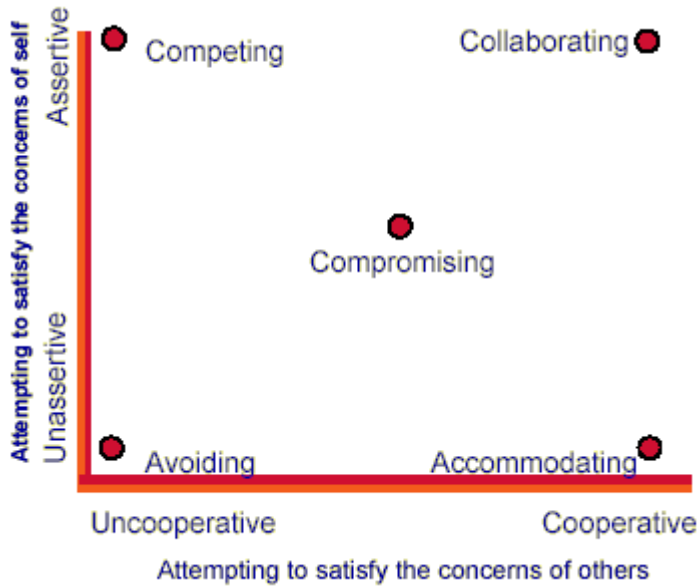 Attempting to satisfy the concerns of self
Assertive
Unassertive
Competing
Collaborating
Compromising
Avoiding
Accommodating
Uncooperative
Cooperative
Attempting to satisfy the concerns of others